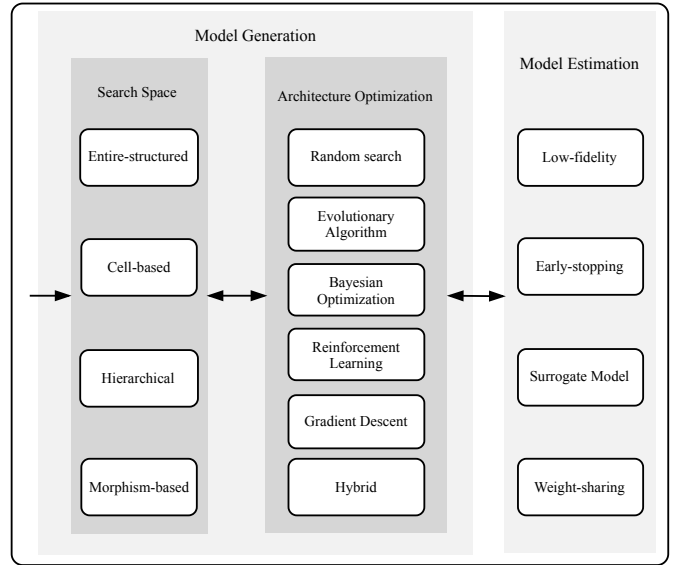 Model Generation
Search Space
Entire-structured
Cell-based
Hierarchical
Morphism-based
Architecture Optimization
Random search
Evolutionary
Algorithm
Bayesian
Optimization
Reinforcement
Learning
Gradient Descent
Hybrid
Model Estimation
Low-fidelity
Early-stopping
Surrogate Model
Weight-sharing